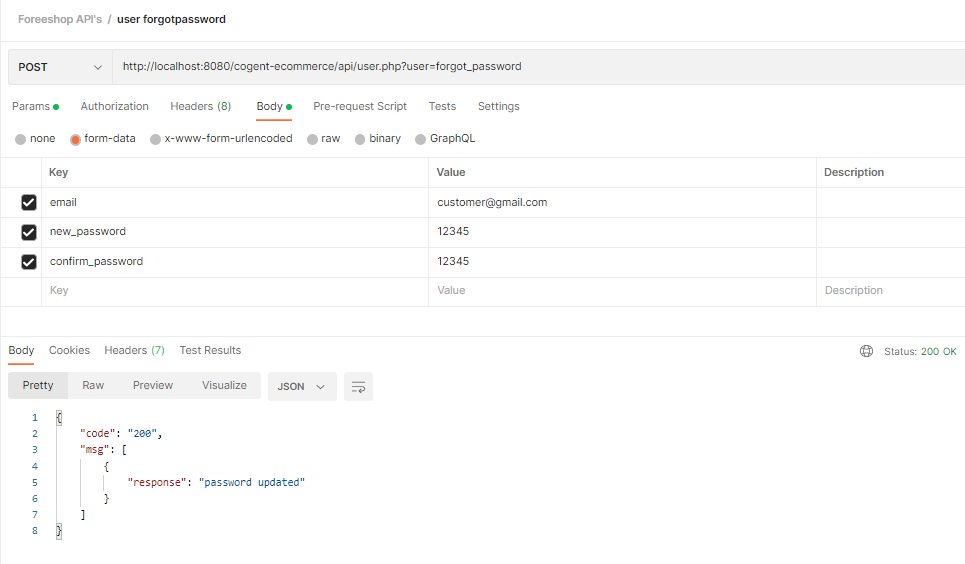 Foreeshop API's / user forgotpassword
POST http://localhost:8080/cogent-ecommerce/api/user.php?user=forgot_password
Params Authorization Headers (8) Body Pre-request Script Tests Settings
none form-data x-www-form-urlencoded raw binary GraphQL
Key Value Description
email customer@gmail.com
new_password 12345
confirm_password 12345
Key Value Description
Body Cookies Headers (7) Test Results Status: 200 OK
Pretty Raw Preview Visualize JSON
1 {
2 "code": "200",
3 "msg": [
4 {
5 "response": "password updated"
6 }
7 ]
8 }